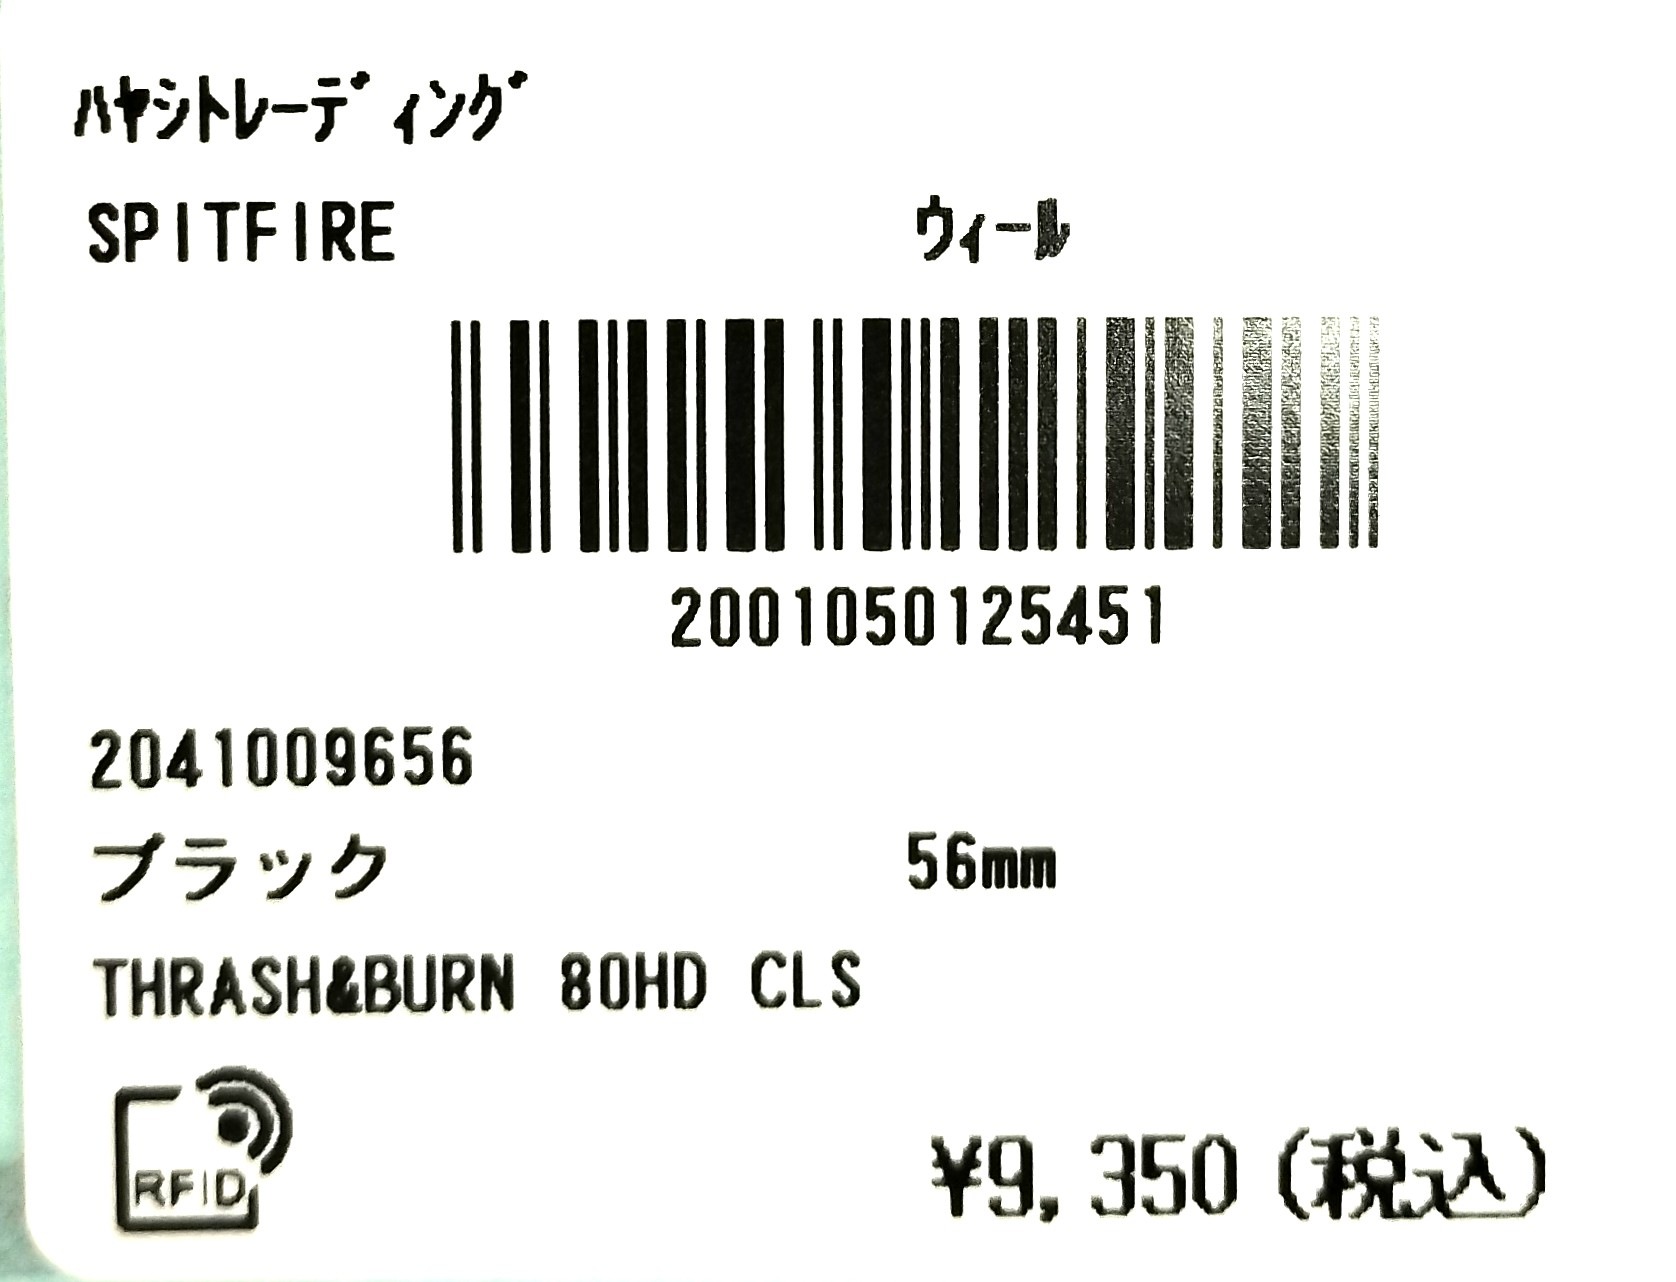 ﾊﾔｼﾄﾚｰﾃﾞｨﾝｸﾞ
SPITFIRE ｳｨｰﾙ
2001050125451
2041009656
ブラック 56mm
THRASH&BURN 80HD CLS
RFID
¥9,350(税込)